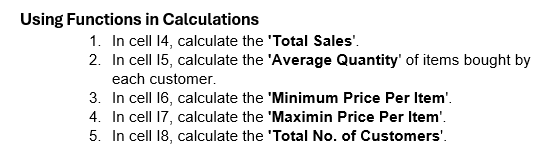 Using Functions in Calculations
1. In cell I4, calculate the 'Total Sales'.
2. In cell I5, calculate the 'Average Quantity' of items bought by
each customer.
3. In cell I6, calculate the 'Minimum Price Per Item'.
4. In cell I7, calculate the 'Maximin Price Per Item'.
5. In cell I8, calculate the 'Total No. of Customers'.